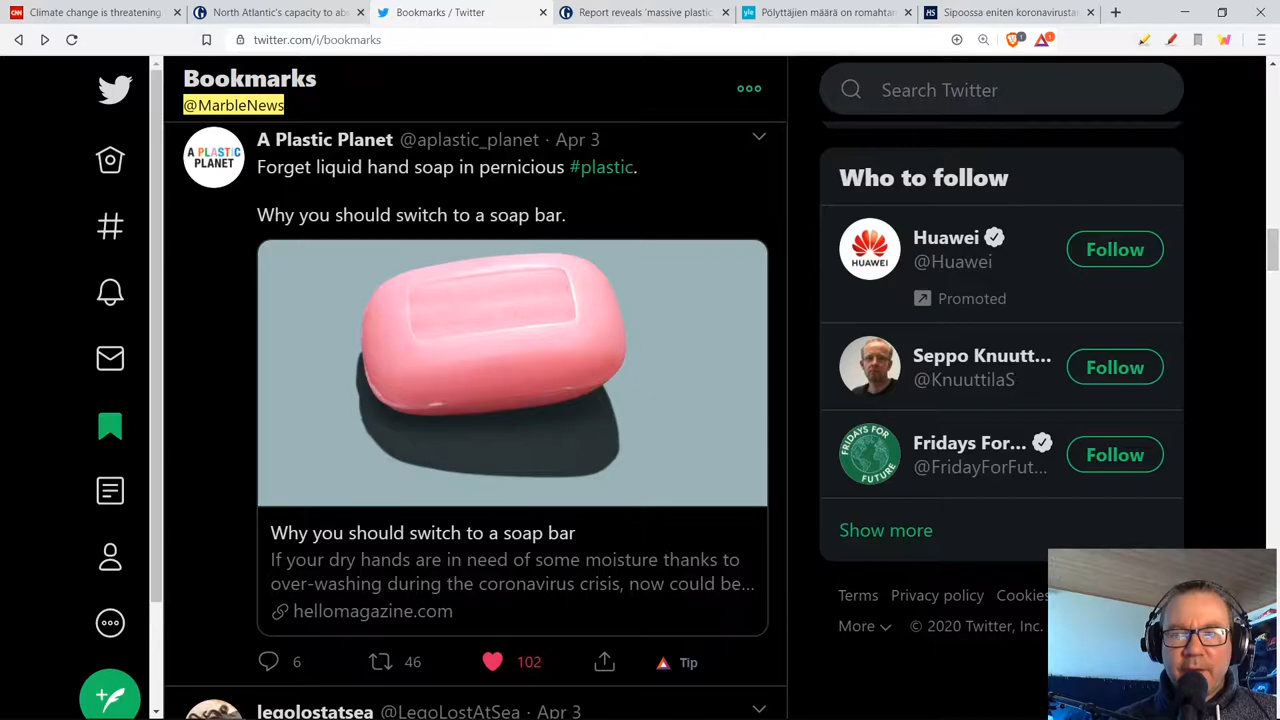 Climate change is threatening
North Atlantic's capacity to ab
Bookmarks / Twitter
Report reveals 'massive plastic
Pölyttäjien määrä on romahtan
Sipoossa eniten koronavirusta
twitter.com/i/bookmarks
Bookmarks
@MarbleNews
A Plastic Planet @aplastic_planet · Apr 3
Forget liquid hand soap in pernicious #plastic.
Why you should switch to a soap bar.
A PLASTIC
PLANET
Why you should switch to a soap bar
If your dry hands are in need of some moisture thanks to
over-washing during the coronavirus crisis, now could be…
hellomagazine.com
6
46
102
Tip
legolostatsea @LegoLostAtSea · Apr 3
Search Twitter
Who to follow
HUAWEI
Huawei
@Huawei
Follow
Promoted
Seppo Knuutt...
@KnuuttilaS
Follow
FRIDAYS FOR
FUTURE
Fridays For...
@FridayForFut...
Follow
Show more
Terms Privacy policy Cookies
More © 2020 Twitter, Inc.